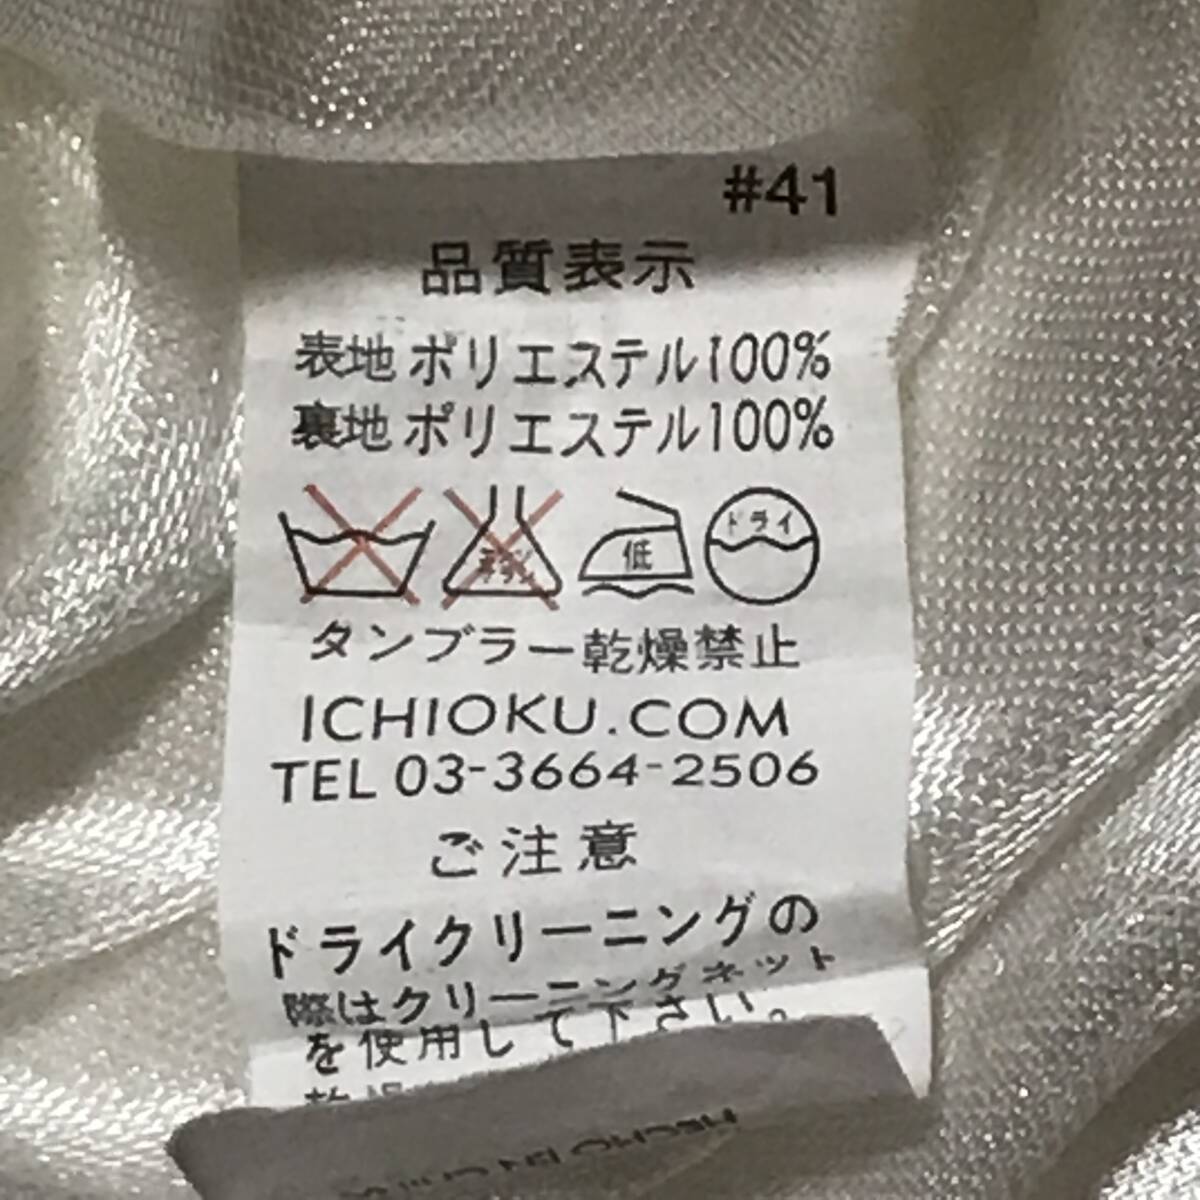 #41
品質表示
表地 ポリエステル100%
裏地 ポリエステル100%
低
ドライ
タンブラー乾燥禁止
ICHIOKU.COM
TEL 03-3664-2506
ご注意
ドライクリーニングの
際はクリーニングネット
を使用して下さい。